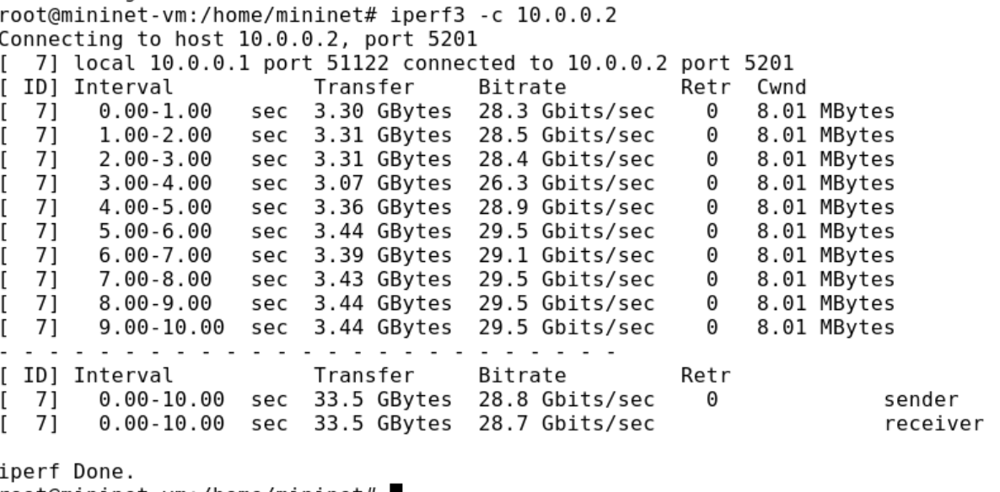 root@mininet-vm:/home/mininet# iperf3 -c 10.0.0.2
Connecting to host 10.0.0.2, port 5201
[  7] local 10.0.0.1 port 51122 connected to 10.0.0.2 port 5201
[ ID] Interval           Transfer     Bitrate         Retr  Cwnd
[  7]   0.00-1.00   sec  3.30 GBytes  28.3 Gbits/sec    0   8.01 MBytes
[  7]   1.00-2.00   sec  3.31 GBytes  28.5 Gbits/sec    0   8.01 MBytes
[  7]   2.00-3.00   sec  3.31 GBytes  28.4 Gbits/sec    0   8.01 MBytes
[  7]   3.00-4.00   sec  3.07 GBytes  26.3 Gbits/sec    0   8.01 MBytes
[  7]   4.00-5.00   sec  3.36 GBytes  28.9 Gbits/sec    0   8.01 MBytes
[  7]   5.00-6.00   sec  3.44 GBytes  29.5 Gbits/sec    0   8.01 MBytes
[  7]   6.00-7.00   sec  3.39 GBytes  29.1 Gbits/sec    0   8.01 MBytes
[  7]   7.00-8.00   sec  3.43 GBytes  29.5 Gbits/sec    0   8.01 MBytes
[  7]   8.00-9.00   sec  3.44 GBytes  29.5 Gbits/sec    0   8.01 MBytes
[  7]   9.00-10.00  sec  3.44 GBytes  29.5 Gbits/sec    0   8.01 MBytes
- - - - - - - - - - - - - - - - - - - - - - - - -
[ ID] Interval           Transfer     Bitrate         Retr
[  7]   0.00-10.00  sec  33.5 GBytes  28.8 Gbits/sec    0             sender
[  7]   0.00-10.00  sec  33.5 GBytes  28.7 Gbits/sec                  receiver
iperf Done.
root@mininet-vm:/home/mininet#